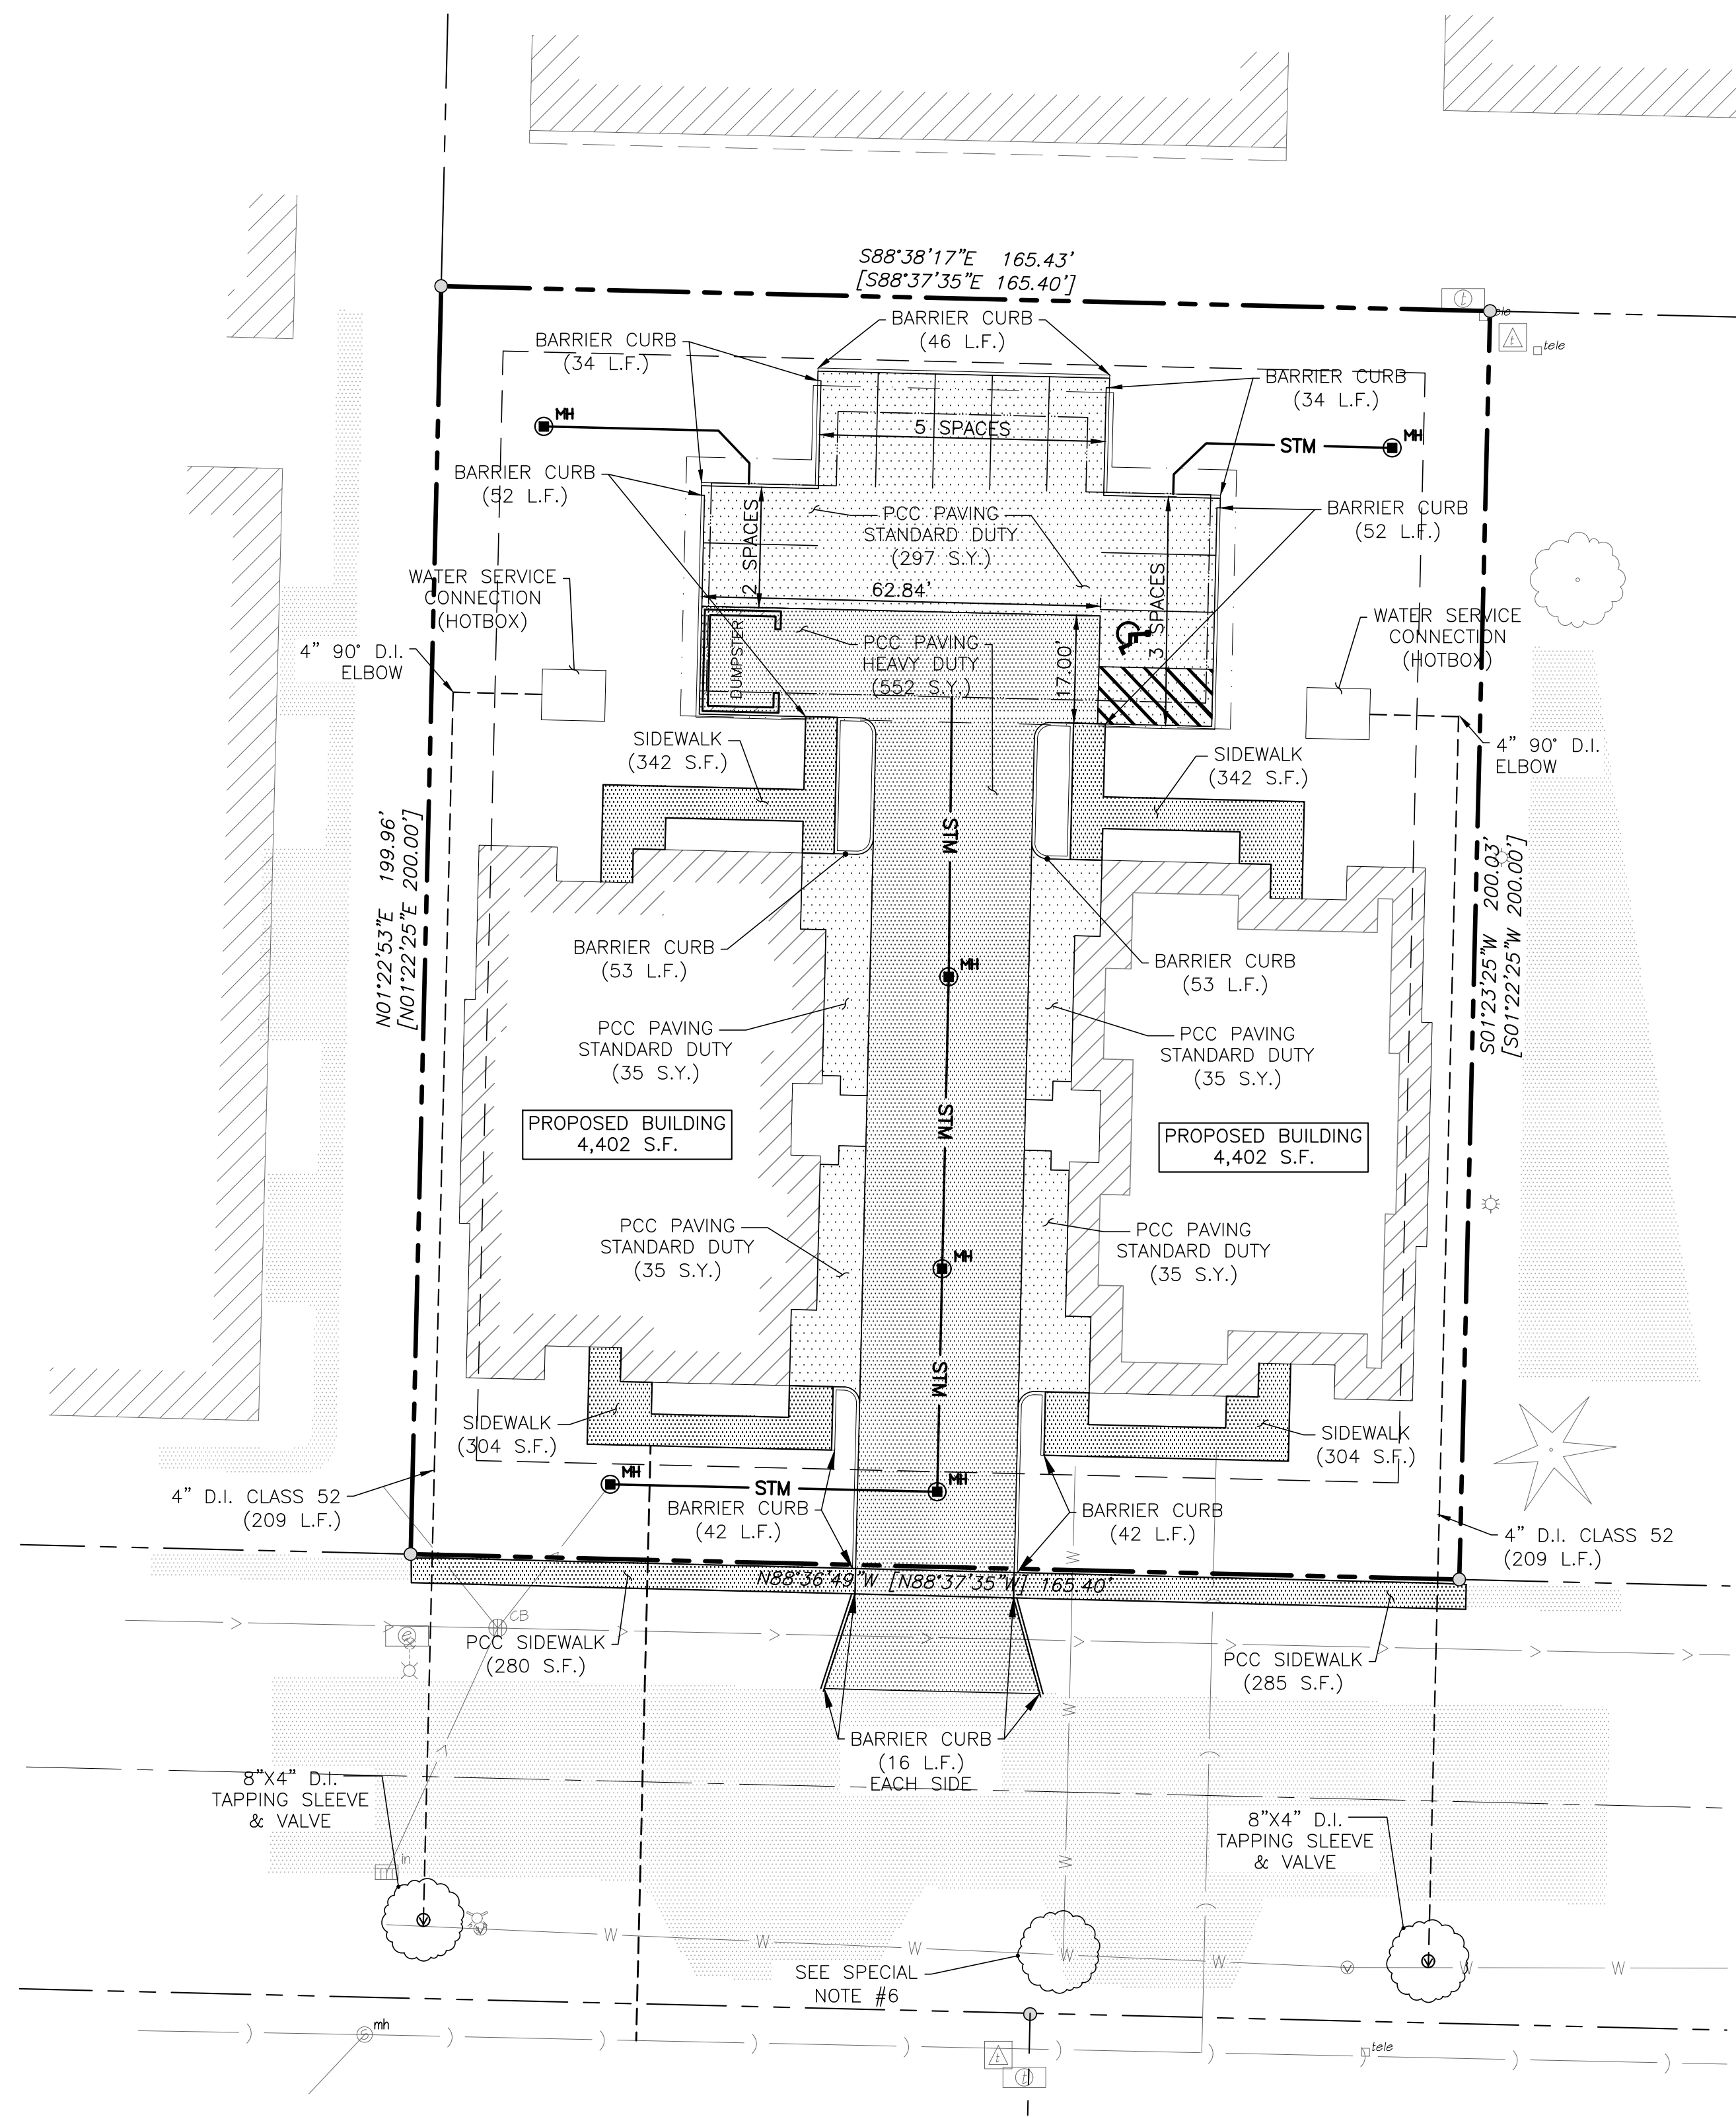 S88°38'17"E 165.43'
[S88°37'35"E 165.40']
BARRIER CURB
(46 L.F.)
BARRIER CURB
(34 L.F.)
BARRIER CURB
(34 L.F.)
t
tele
t
tele
MH
5 SPACES
STM
MH
BARRIER CURB
(52 L.F.)
BARRIER CURB
(52 L.F.)
PCC PAVING
STANDARD DUTY
(297 S.Y.)
2 SPACES
3 SPACES
62.84'
WATER SERVICE
CONNECTION
(HOTBOX)
WATER SERVICE
CONNECTION
(HOTBOX)
4" 90° D.I.
ELBOW
DUMPSTER
PCC PAVING
HEAVY DUTY
(552 S.Y.)
17.00'
SIDEWALK
(342 S.F.)
SIDEWALK
(342 S.F.)
4" 90° D.I.
ELBOW
STM
N01°22'53"E 199.96'
[N01°22'25"E 200.00']
S01°23'25"W 200.03'
[S01°22'25"W 200.00']
BARRIER CURB
(53 L.F.)
MH
BARRIER CURB
(53 L.F.)
PCC PAVING
STANDARD DUTY
(35 S.Y.)
PCC PAVING
STANDARD DUTY
(35 S.Y.)
STM
PROPOSED BUILDING
4,402 S.F.
PROPOSED BUILDING
4,402 S.F.
PCC PAVING
STANDARD DUTY
(35 S.Y.)
PCC PAVING
STANDARD DUTY
(35 S.Y.)
MH
STM
SIDEWALK
(304 S.F.)
SIDEWALK
(304 S.F.)
MH
STM
MH
4" D.I. CLASS 52
(209 L.F.)
BARRIER CURB
(42 L.F.)
BARRIER CURB
(42 L.F.)
4" D.I. CLASS 52
(209 L.F.)
N88°36'49"W [N88°37'35"W] 165.40'
CB
e
PCC SIDEWALK
(280 S.F.)
PCC SIDEWALK
(285 S.F.)
W
W
W
BARRIER CURB
(16 L.F.)
EACH SIDE
8"X4" D.I.
TAPPING SLEEVE
& VALVE
8"X4" D.I.
TAPPING SLEEVE
& VALVE
in
W
W
W
W
W
W
W
SEE SPECIAL
NOTE #6
S
mh
t
tele
t